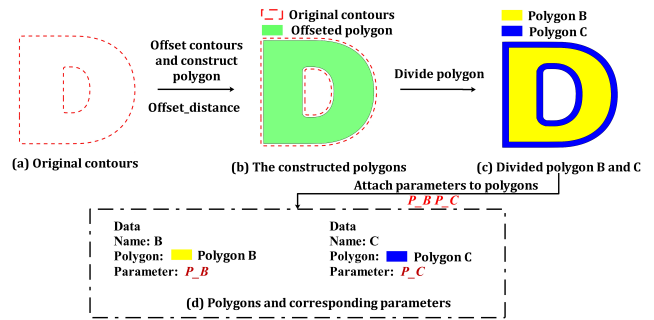 Offset contours
and construct
polygon
Offset_distance
(a) Original contours
Original contours
Offseted polygon
(b) The constructed polygons
Divide polygon
Polygon B
Polygon C
(c) Divided polygon B and C
Attach parameters to polygons
P_B P_C
Data
Name: B
Polygon: Polygon B
Parameter: P_B
Data
Name: C
Polygon: Polygon C
Parameter: P_C
(d) Polygons and corresponding parameters